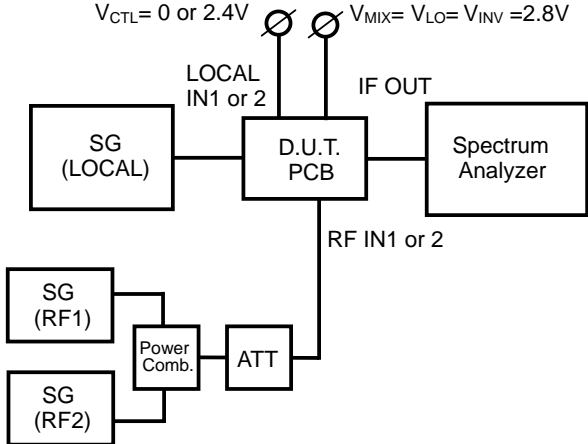 VCTL= 0 or 2.4V
VMIX= VLO= VINV =2.8V
LOCAL
IN1 or 2
IF OUT
SG
(LOCAL)
D.U.T.
PCB
Spectrum
Analyzer
RF IN1 or 2
SG
(RF1)
Power
Comb.
ATT
SG
(RF2)